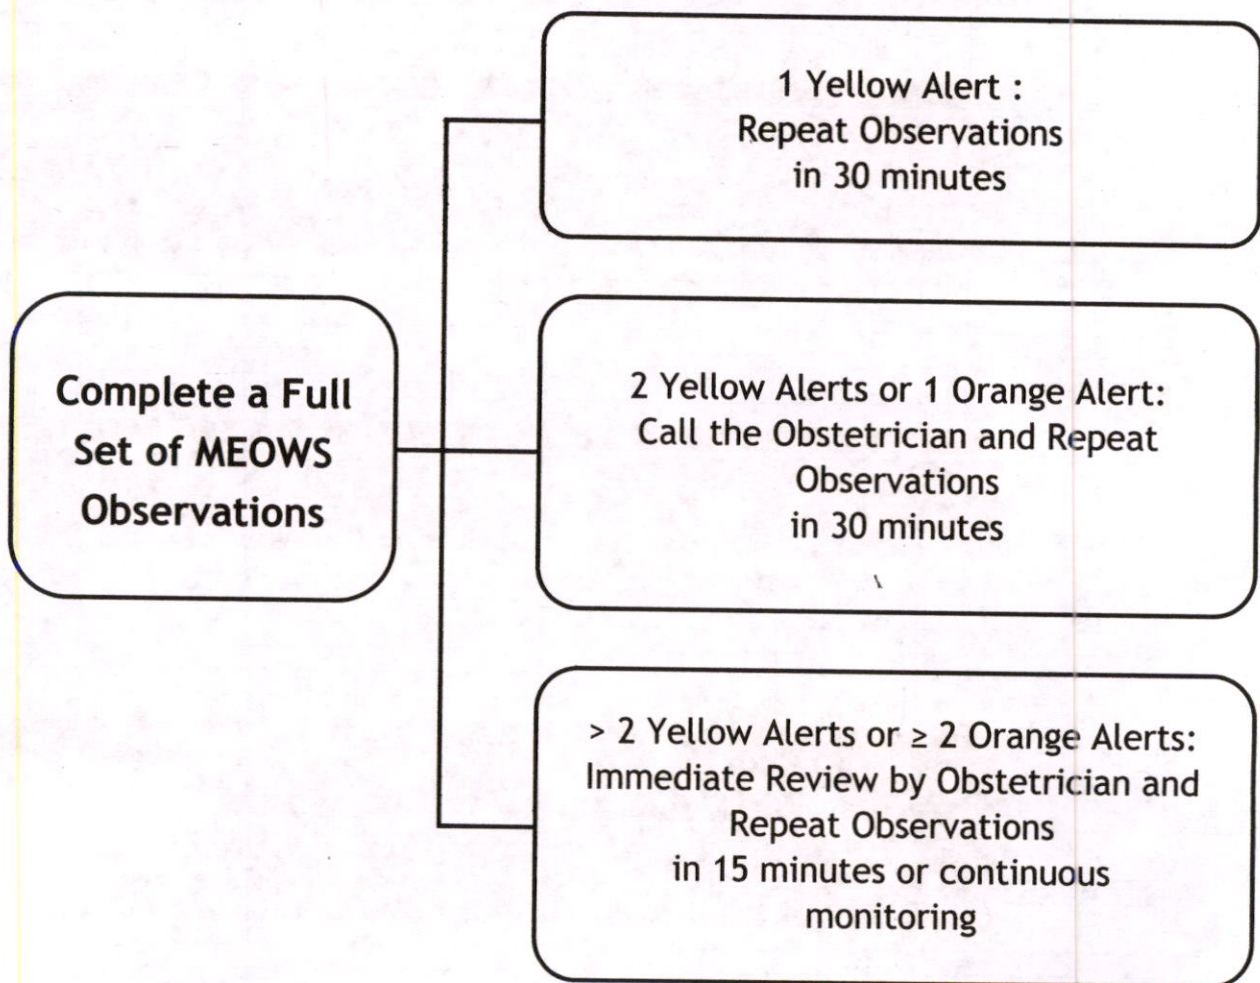 Complete a Full
Set of MEOWS
Observations
1 Yellow Alert :
Repeat Observations
in 30 minutes
2 Yellow Alerts or 1 Orange Alert:
Call the Obstetrician and Repeat
Observations
in 30 minutes
> 2 Yellow Alerts or ≥ 2 Orange Alerts:
Immediate Review by Obstetrician and
Repeat Observations
in 15 minutes or continuous
monitoring